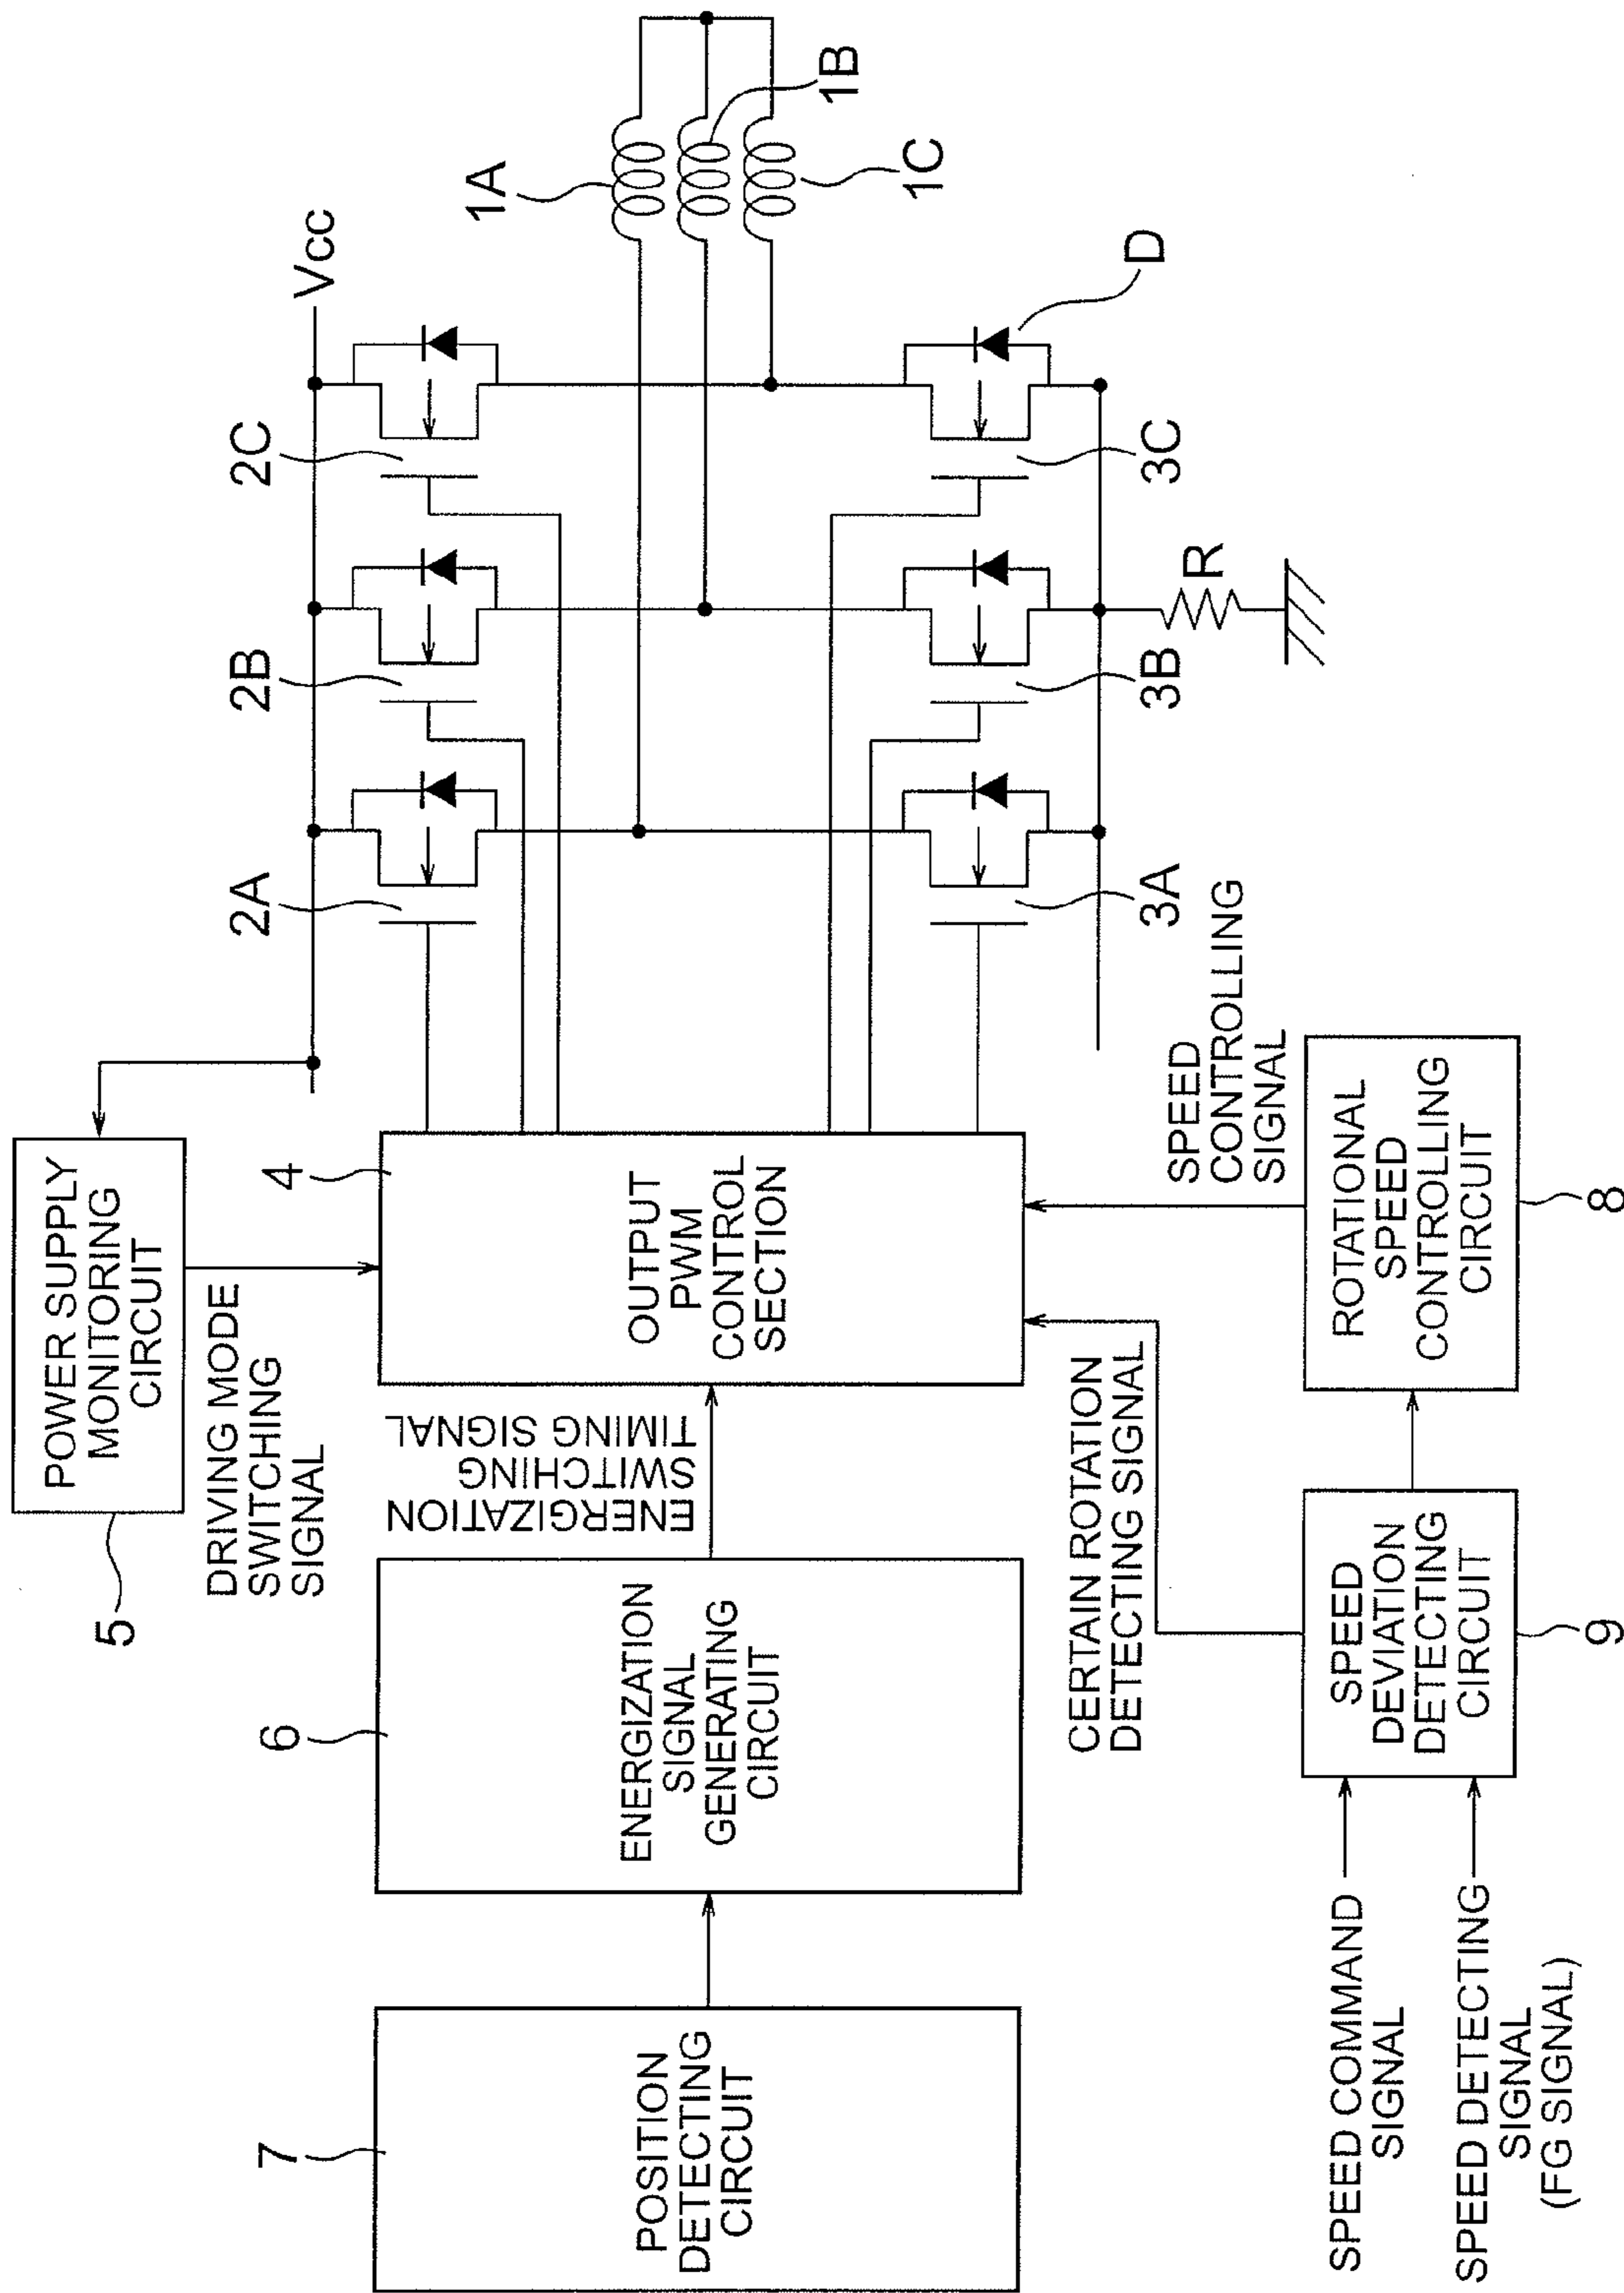 POWER SUPPLY
MONITORING
CIRCUIT
5
DRIVING MODE
SWITCHING
SIGNAL
Vcc
2A
2B
2C
1A
1B
1C
7
POSITION
DETECTING
CIRCUIT
6
ENERGIZATION
SIGNAL
GENERATING
CIRCUIT
ENERGIZATION
SWITCHING
TIMING SIGNAL
4
OUTPUT
PWM
CONTROL
SECTION
3A
3B
3C
D
R
CERTAIN ROTATION
DETECTING SIGNAL
SPEED
CONTROLLING
SIGNAL
SPEED COMMAND
SIGNAL
SPEED DETECTING
SIGNAL
(FG SIGNAL)
SPEED
DEVIATION
DETECTING
CIRCUIT
9
ROTATIONAL
SPEED
CONTROLLING
CIRCUIT
8